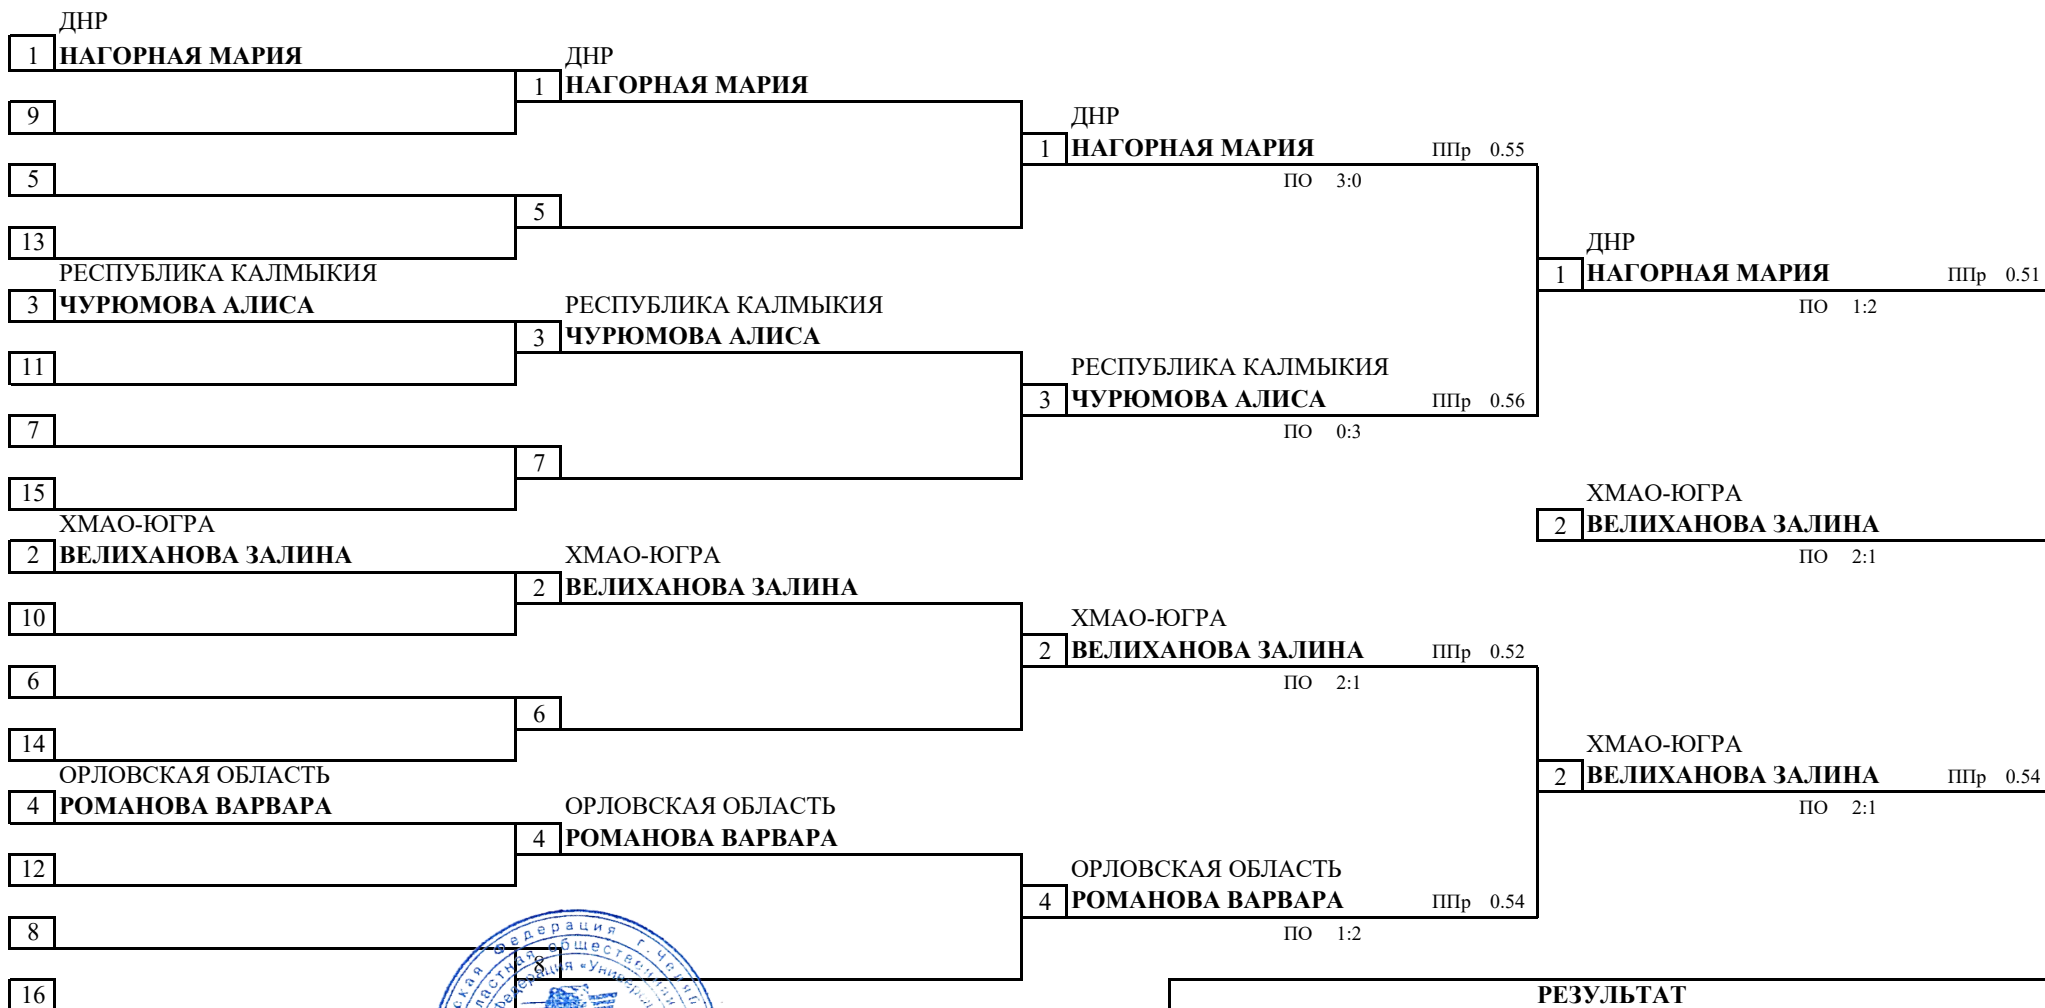 ДНР
1 НАГОРНАЯ МАРИЯ
ДНР
1 НАГОРНАЯ МАРИЯ
9
ДНР
1 НАГОРНАЯ МАРИЯ ППр 0.55
5
ПО 3:0
5
13
ДНР
РЕСПУБЛИКА КАЛМЫКИЯ
1 НАГОРНАЯ МАРИЯ ППр 0.51
3 ЧУРЮМОВА АЛИСА
РЕСПУБЛИКА КАЛМЫКИЯ
ПО 1:2
3 ЧУРЮМОВА АЛИСА
11
РЕСПУБЛИКА КАЛМЫКИЯ
3 ЧУРЮМОВА АЛИСА ППр 0.56
7
ПО 0:3
7
15
ХМАО-ЮГРА
ХМАО-ЮГРА
2 ВЕЛИХАНОВА ЗАЛИНА
2 ВЕЛИХАНОВА ЗАЛИНА
ХМАО-ЮГРА
ПО 2:1
2 ВЕЛИХАНОВА ЗАЛИНА
10
ХМАО-ЮГРА
2 ВЕЛИХАНОВА ЗАЛИНА ППр 0.52
6
ПО 2:1
6
14
ХМАО-ЮГРА
ОРЛОВСКАЯ ОБЛАСТЬ
2 ВЕЛИХАНОВА ЗАЛИНА ППр 0.54
4 РОМАНОВА ВАРВАРА
ОРЛОВСКАЯ ОБЛАСТЬ
ПО 2:1
4 РОМАНОВА ВАРВАРА
12
ОРЛОВСКАЯ ОБЛАСТЬ
4 РОМАНОВА ВАРВАРА ППр 0.54
8
ПО 1:2
8
16
РЕЗУЛЬТАТ